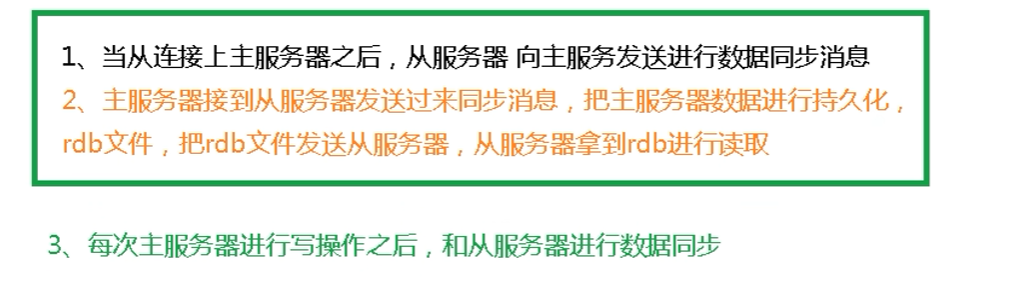 1、当从连接上主服务器之后，从服务器 向主服务发送进行数据同步消息
2、主服务器接到从服务器发送过来同步消息，把主服务器数据进行持久化，
rdb文件，把rdb文件发送从服务器，从服务器拿到rdb进行读取
3、每次主服务器进行写操作之后，和从服务器进行数据同步